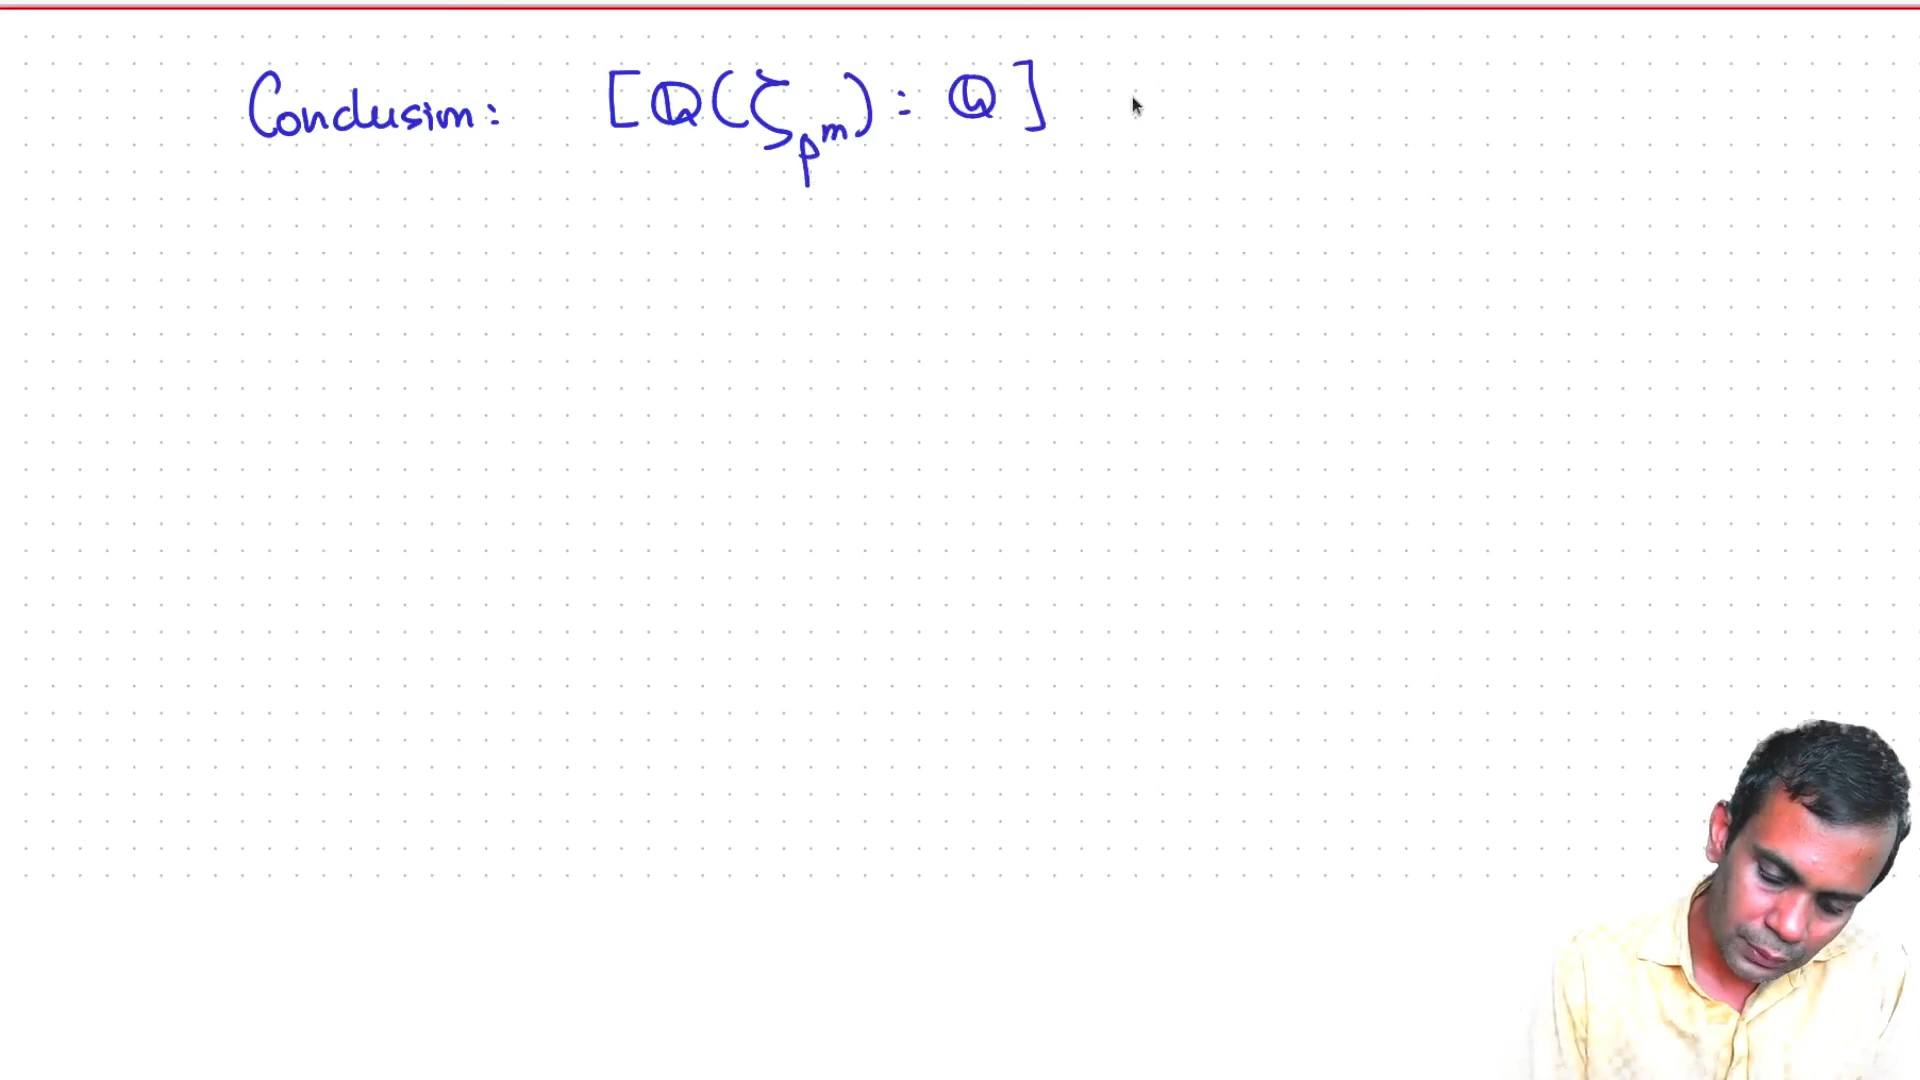 Conclusion: [ℚ(ζ_{p^m}) : ℚ]